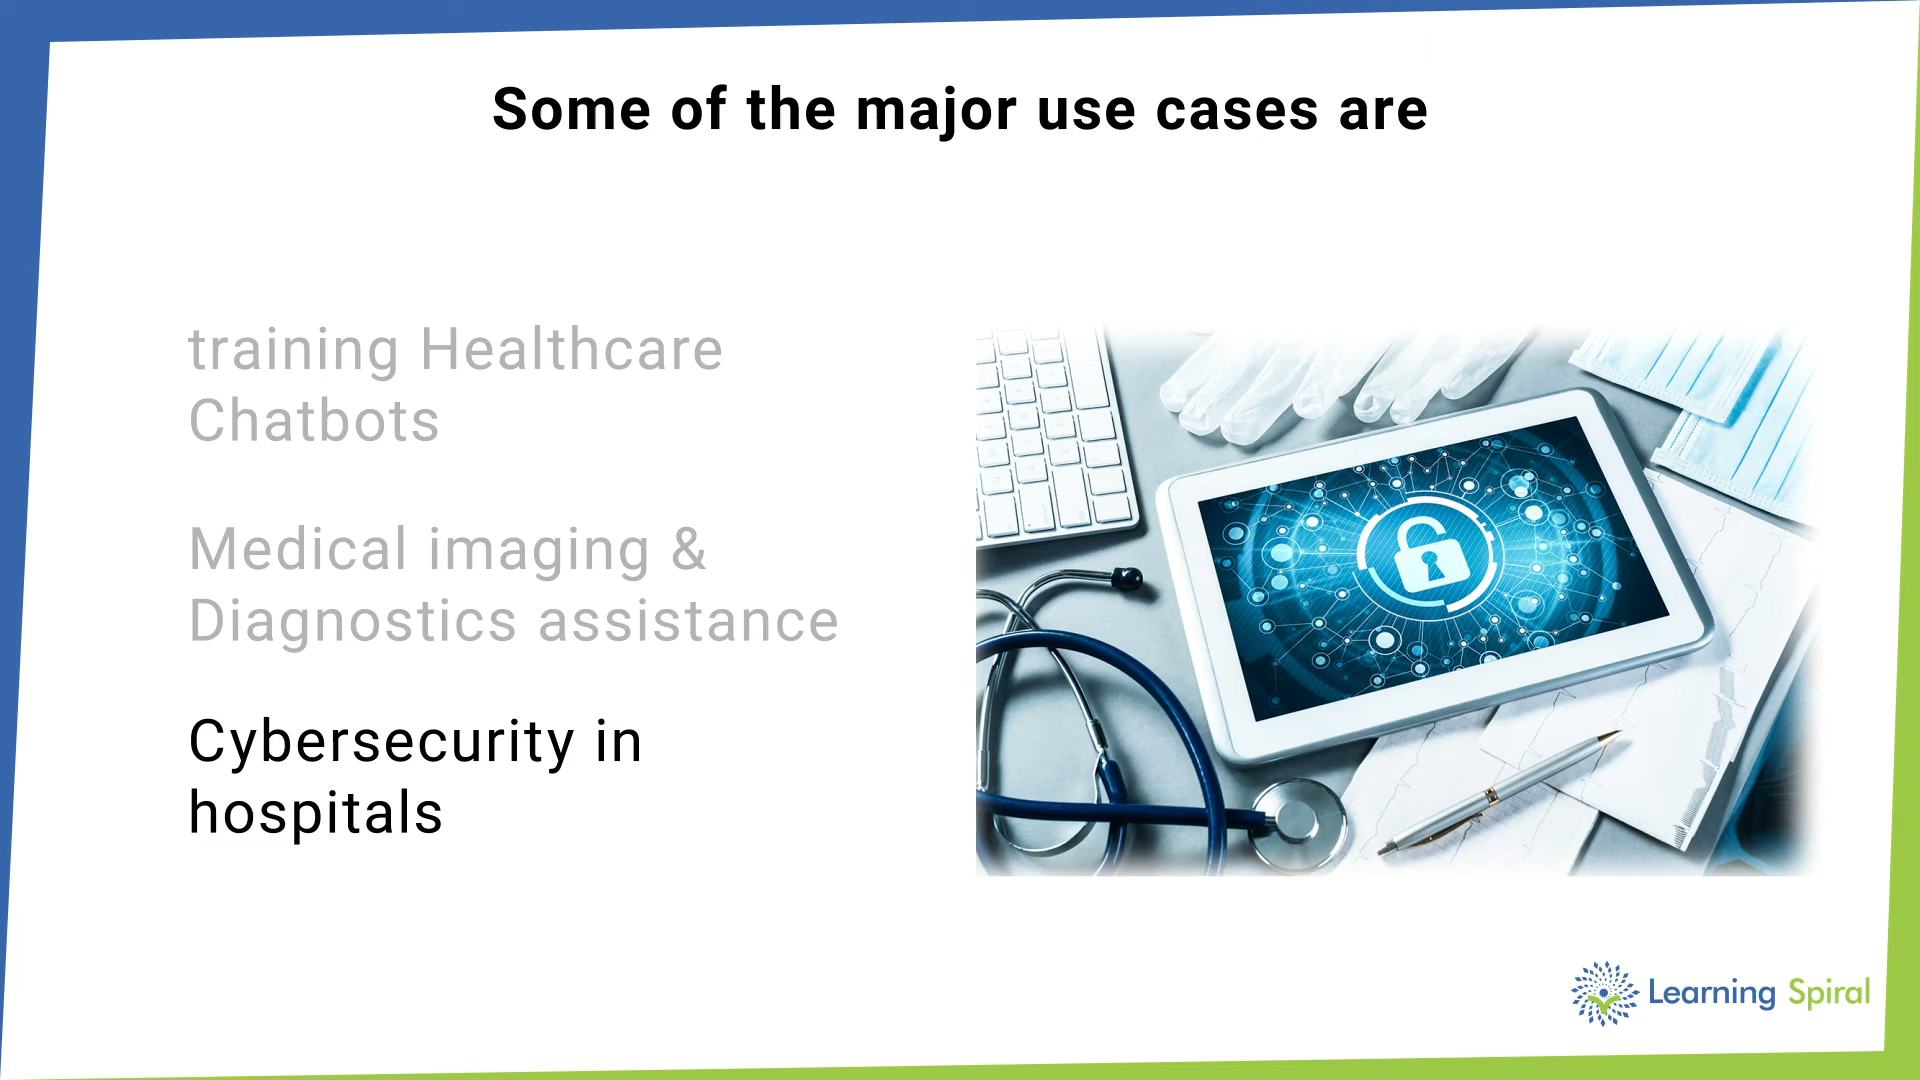 Some of the major use cases are
training Healthcare
Chatbots
Medical imaging &
Diagnostics assistance
Cybersecurity in
hospitals
Learning Spiral